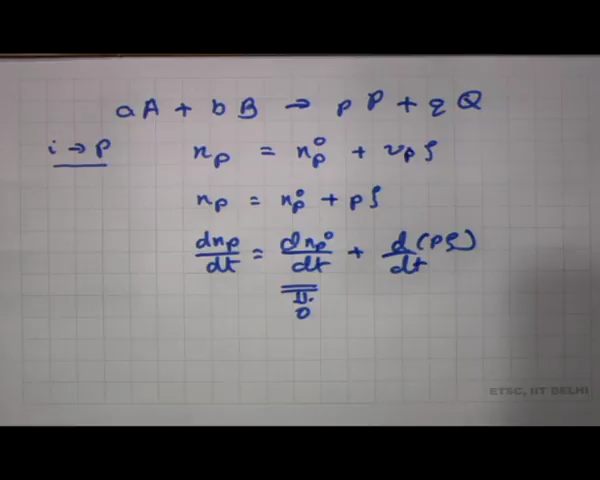 aA + bB → pP + qQ
i → P
n_P = n_P^0 + ν_P ξ
n_P = n_P^0 + p ξ
dn_P/dt = dn_P^0/dt + d(pξ)/dt
=
0
ETSC, IIT DELHI